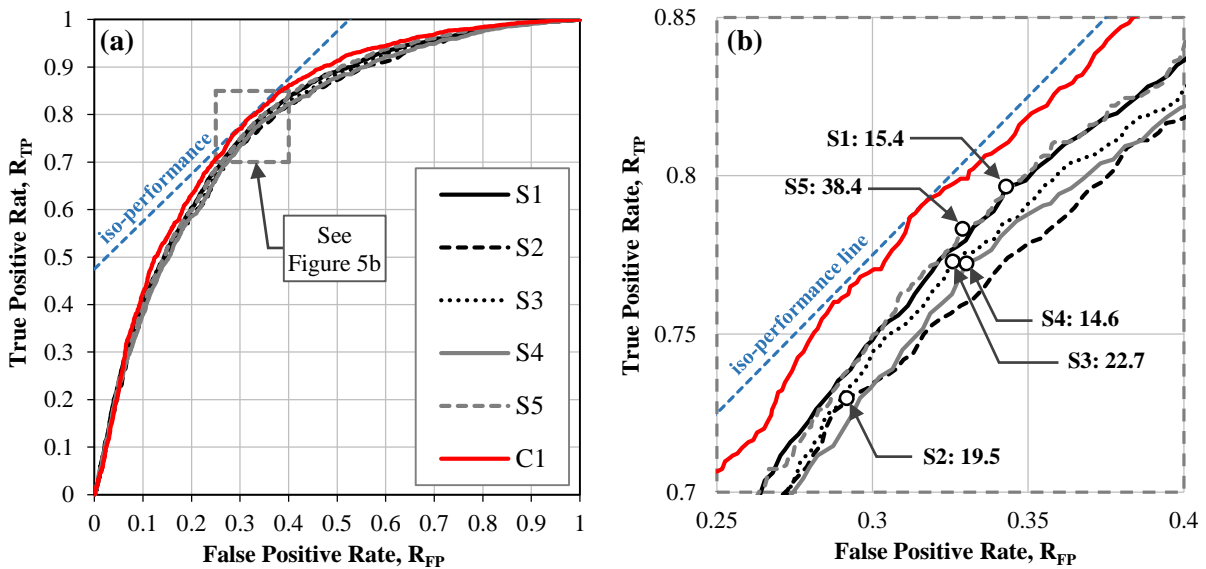 (a)
True Positive Rat, R_TP
1
0.9
0.8
0.7
0.6
0.5
0.4
0.3
0.2
0.1
0
iso-performance
See
Figure 5b
S1
S2
S3
S4
S5
C1
0 0.1 0.2 0.3 0.4 0.5 0.6 0.7 0.8 0.9 1
False Positive Rate, R_FP
(b)
True Positive Rate, R_TP
0.85
0.8
0.75
0.7
iso-performance line
S1: 15.4
S5: 38.4
S4: 14.6
S3: 22.7
S2: 19.5
0.25 0.3 0.35 0.4
False Positive Rate, R_FP